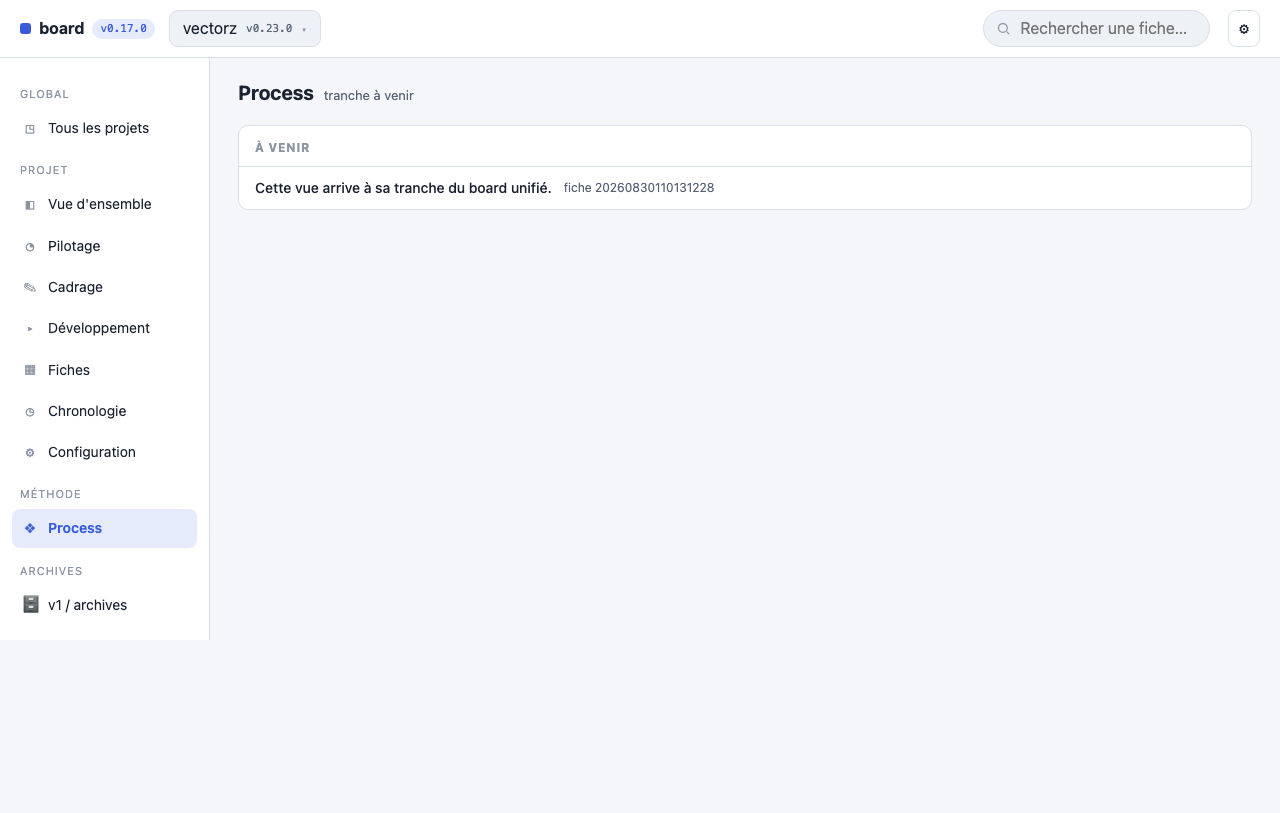 board v0.17.0 vectorz v0.23.0 Rechercher une fiche...
GLOBAL
Tous les projets
PROJET
Vue d'ensemble
Pilotage
Cadrage
Développement
Fiches
Chronologie
Configuration
MÉTHODE
Process
ARCHIVES
v1 / archives
Process tranche à venir
À VENIR
Cette vue arrive à sa tranche du board unifié. fiche 20260830110131228